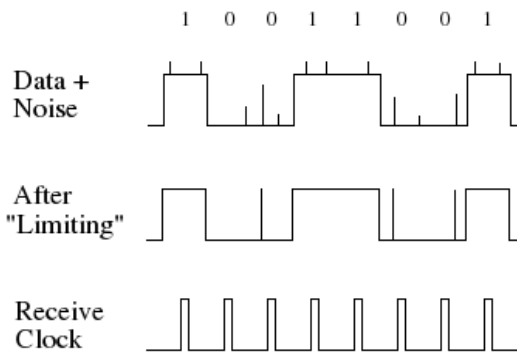 1 0 0 1 1 0 0 1
Data +
Noise
After
"Limiting"
Receive
Clock